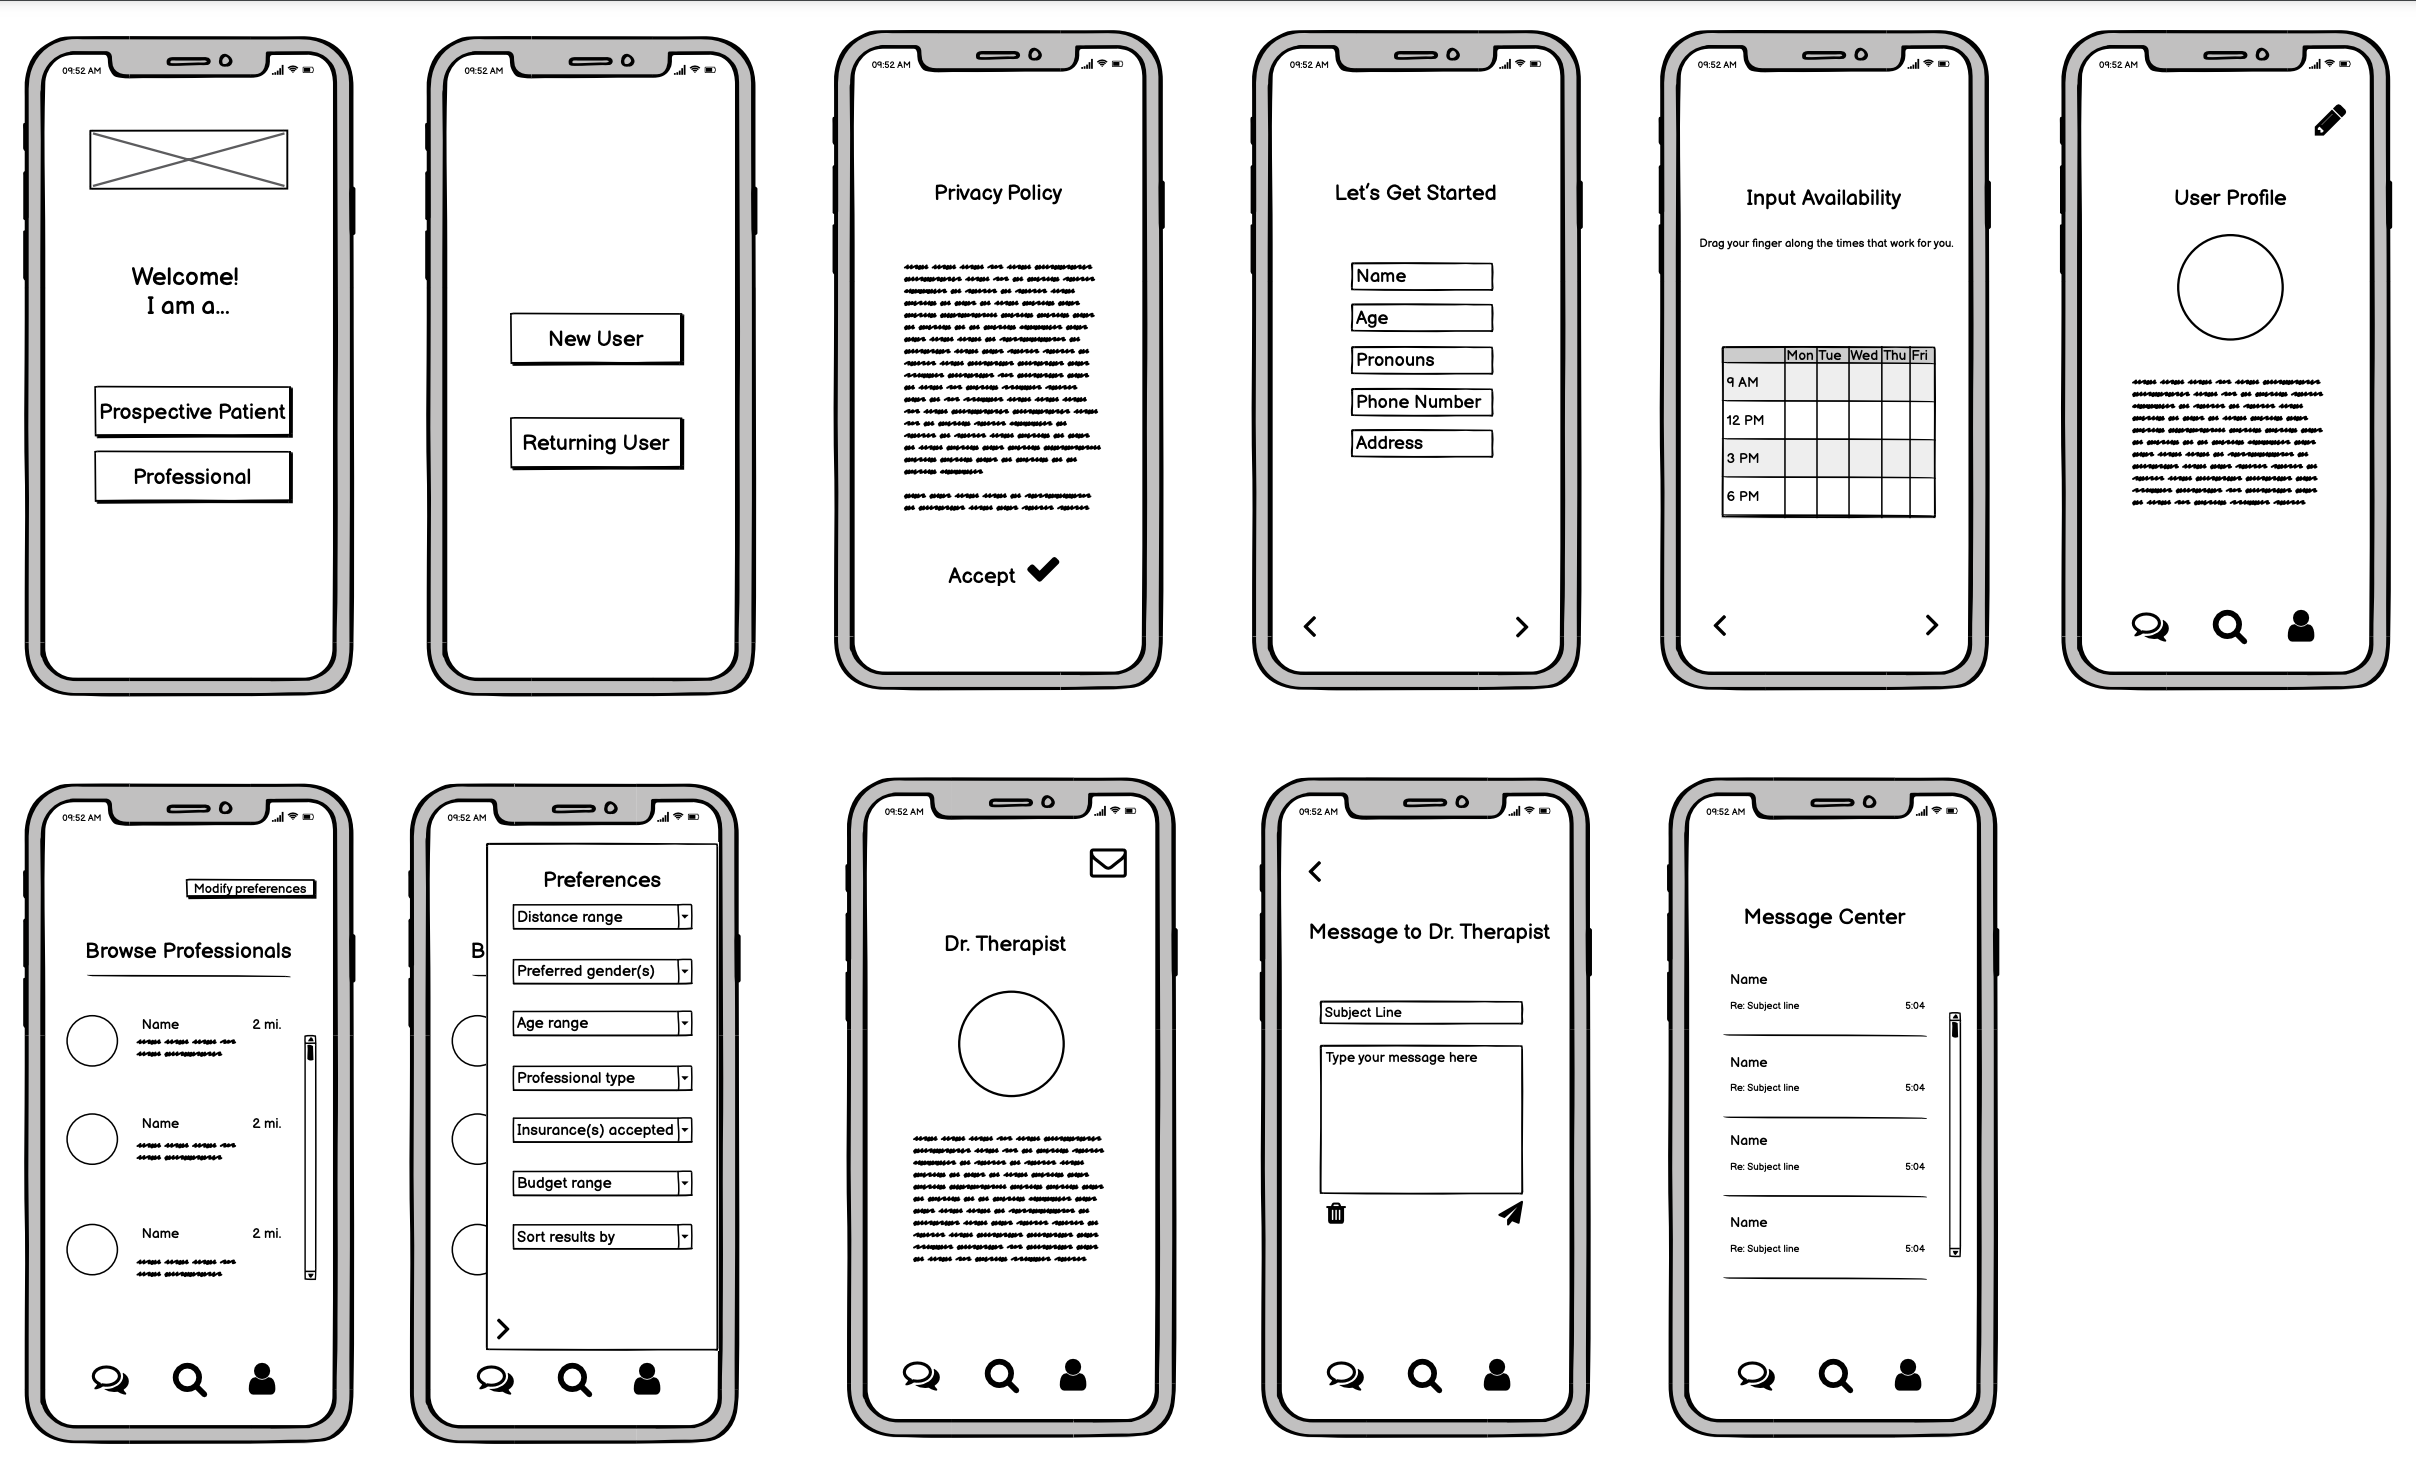 09:52 AM
Welcome!
I am a...
Prospective Patient
Professional
09:52 AM
New User
Returning User
09:52 AM
Privacy Policy
Accept
09:52 AM
Let's Get Started
Name
Age
Pronouns
Phone Number
Address
09:52 AM
Input Availability
Drag your finger along the times that work for you.
Mon Tue Wed Thu Fri
9 AM
12 PM
3 PM
6 PM
09:52 AM
User Profile
09:52 AM
Modify preferences
Browse Professionals
Name 2 mi.
Name 2 mi.
Name 2 mi.
09:52 AM
B
Preferences
Distance range
Preferred gender(s)
Age range
Professional type
Insurance(s) accepted
Budget range
Sort results by
09:52 AM
Dr. Therapist
09:52 AM
Message to Dr. Therapist
Subject Line
Type your message here
09:52 AM
Message Center
Name
Re: Subject line 5:04
Name
Re: Subject line 5:04
Name
Re: Subject line 5:04
Name
Re: Subject line 5:04